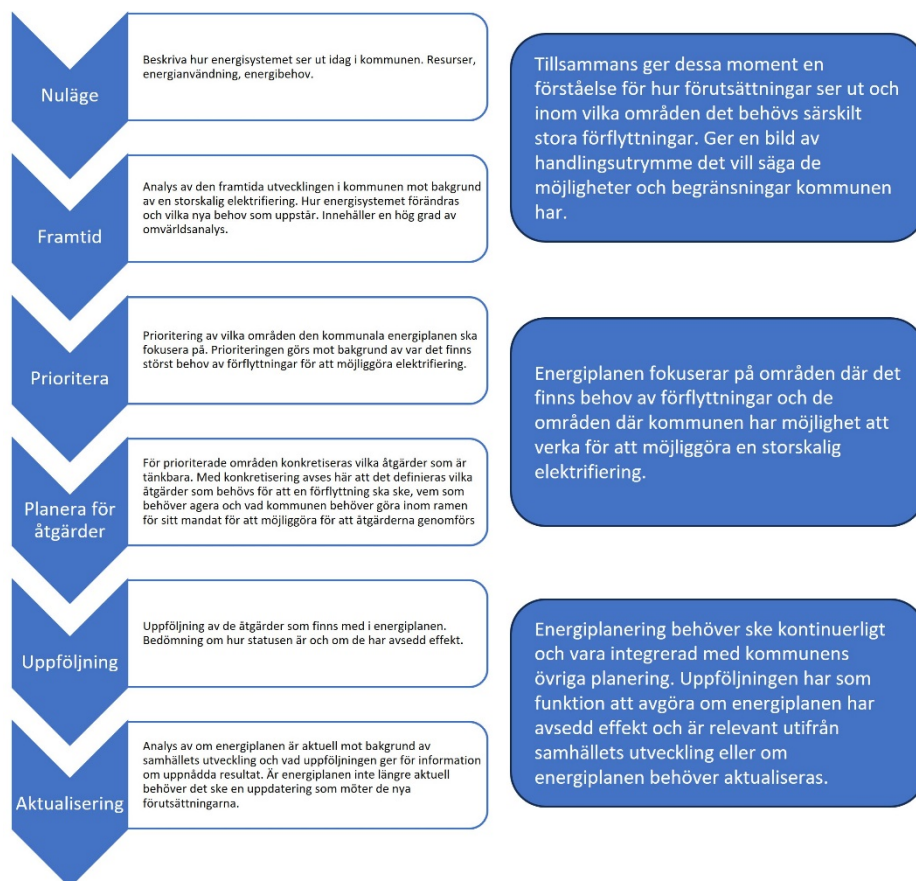 Nuläge
Beskriva hur energisystemet ser ut idag i kommunen. Resurser,
energianvändning, energibehov.
Tillsammans ger dessa moment en
förståelse för hur förutsättningar ser ut och
inom vilka områden det behövs särskilt
stora förflyttningar. Ger en bild av
handlingsutrymme det vill säga de
möjligheter och begränsningar kommunen
har.
Framtid
Analys av den framtida utvecklingen i kommunen mot bakgrund
av en storskalig elektrifiering. Hur energisystemet förändras
och vilka nya behov som uppstår. Innehåller en hög grad av
omvärldsanalys.
Prioritera
Prioritering av vilka områden den kommunala energiplanen ska
fokusera på. Prioriteringen görs mot bakgrund av var det finns
störst behov av förflyttningar för att möjliggöra elektrifiering.
Energiplanen fokuserar på områden där det
finns behov av förflyttningar och de
områden där kommunen har möjlighet att
verka för att möjliggöra en storskalig
elektrifiering.
Planera för
åtgärder
För prioriterade områden konkretiseras vilka åtgärder som är
tänkbara. Med konkretisering avses här att det definieras vilka
åtgärder som behövs för att en förflyttning ska ske, vem som
behöver agera och vad kommunen behöver göra inom ramen
för sitt mandat för att möjliggöra för att åtgärderna genomförs
Uppföljning
Uppföljning av de åtgärder som finns med i energiplanen.
Bedömning om hur statusen är och om de har avsedd effekt.
Energiplanering behöver ske kontinuerligt
och vara integrerad med kommunens
övriga planering. Uppföljningen har som
funktion att avgöra om energiplanen har
avsedd effekt och är relevant utifrån
samhällets utveckling eller om
energiplanen behöver aktualiseras.
Aktualisering
Analys av om energiplanen är aktuell mot bakgrund av
samhällets utveckling och vad uppföljningen ger för information
om uppnådda resultat. Är energiplanen inte längre aktuell
behöver det ske en uppdatering som möter de nya
förutsättningarna.